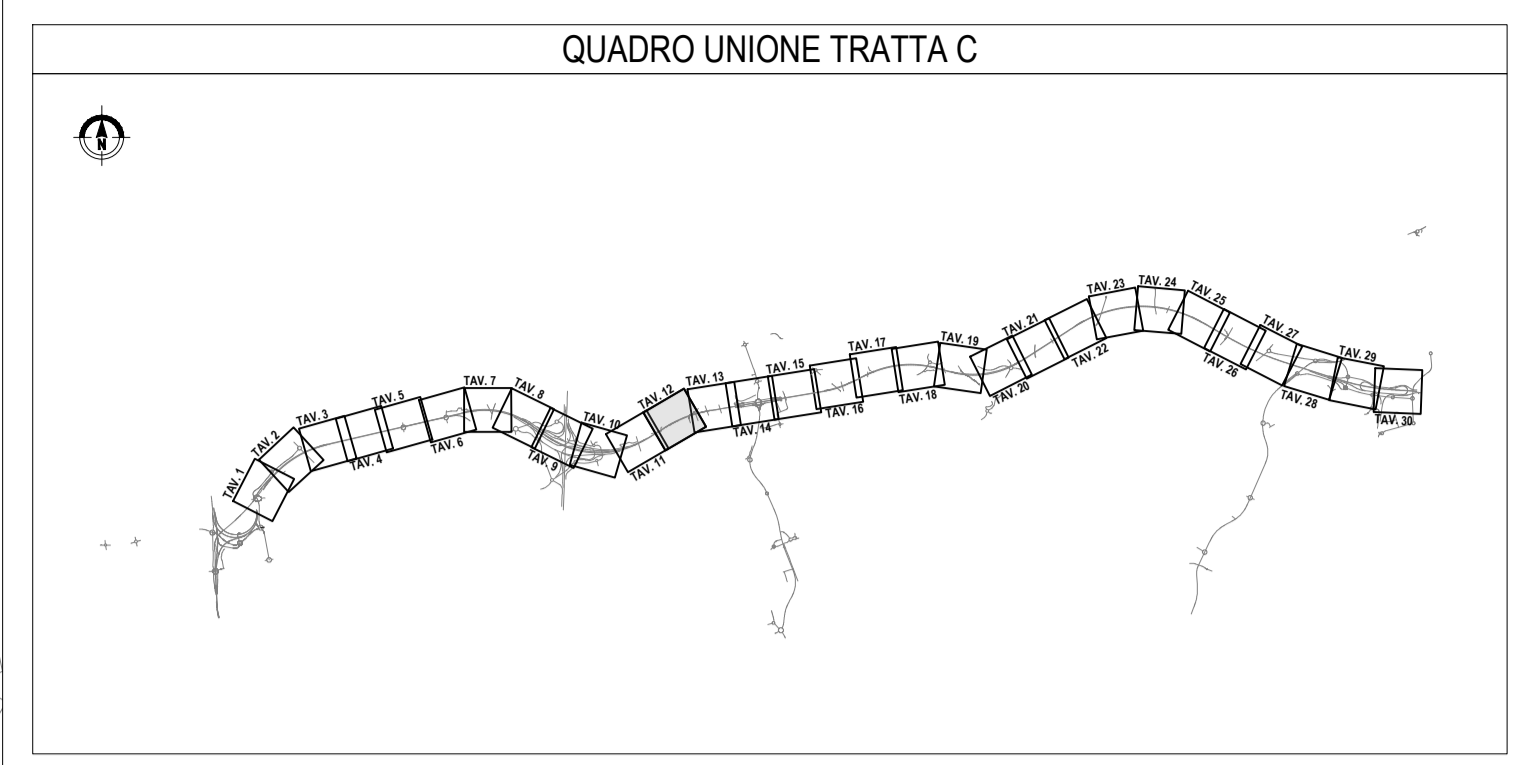 QUADRO UNIONE TRATTA C
N
TAV. 1
TAV. 2
TAV. 3
TAV. 4
TAV. 5
TAV. 6
TAV. 7
TAV. 8
TAV. 9
TAV. 10
TAV. 11
TAV. 12
TAV. 13
TAV. 14
TAV. 15
TAV. 16
TAV. 17
TAV. 18
TAV. 19
TAV. 20
TAV. 21
TAV. 22
TAV. 23
TAV. 24
TAV. 25
TAV. 26
TAV. 27
TAV. 28
TAV. 29
TAV. 30